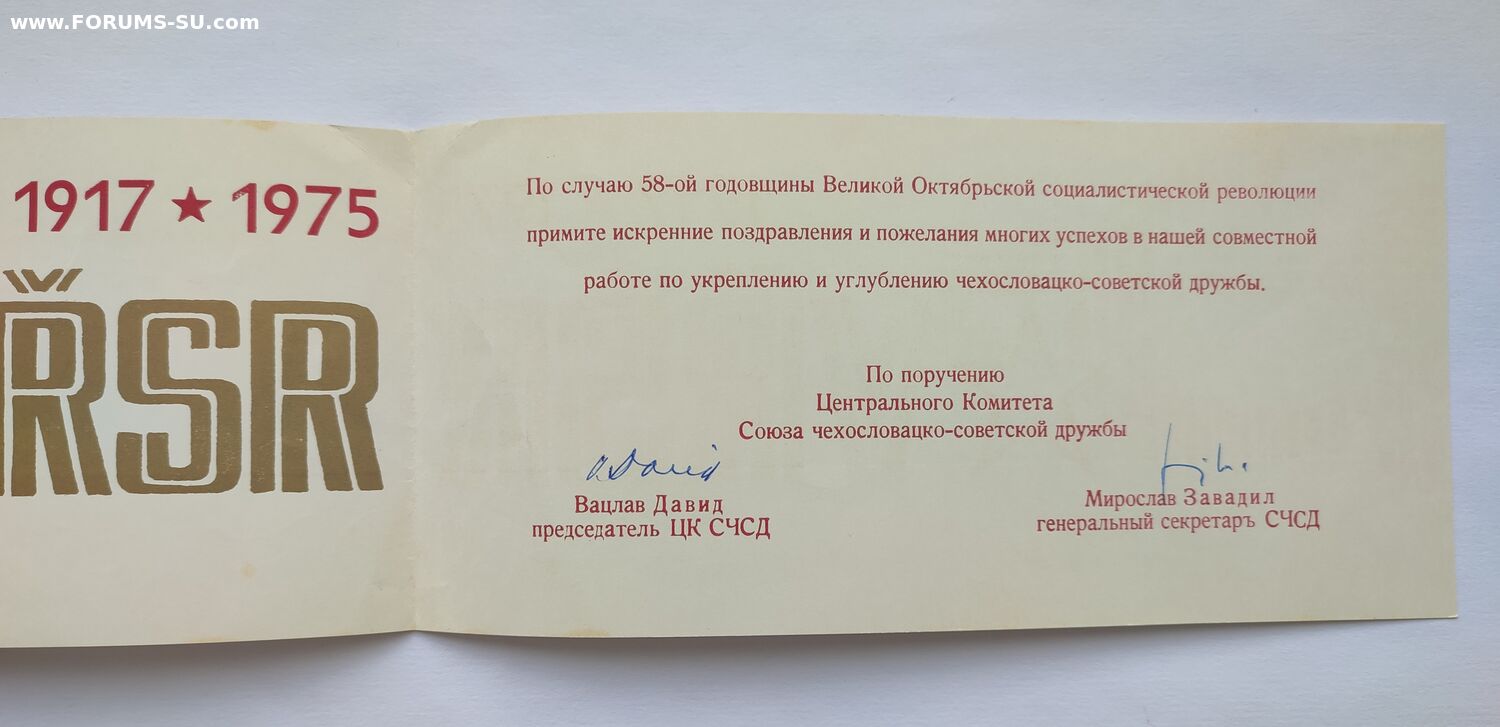 www.FORUMS-SU.com
1917 ★ 1975
ŘSR
По случаю 58-ой годовщины Великой Октябрьской социалистической революции
примите искренние поздравления и пожелания многих успехов в нашей совместной
работе по укреплению и углублению чехословацко-советской дружбы.
По поручению
Центрального Комитета
Союза чехословацко-советской дружбы
Вацлав Давид
председатель ЦК СЧСД
Мирослав Завадил
генеральный секретаръ СЧСД